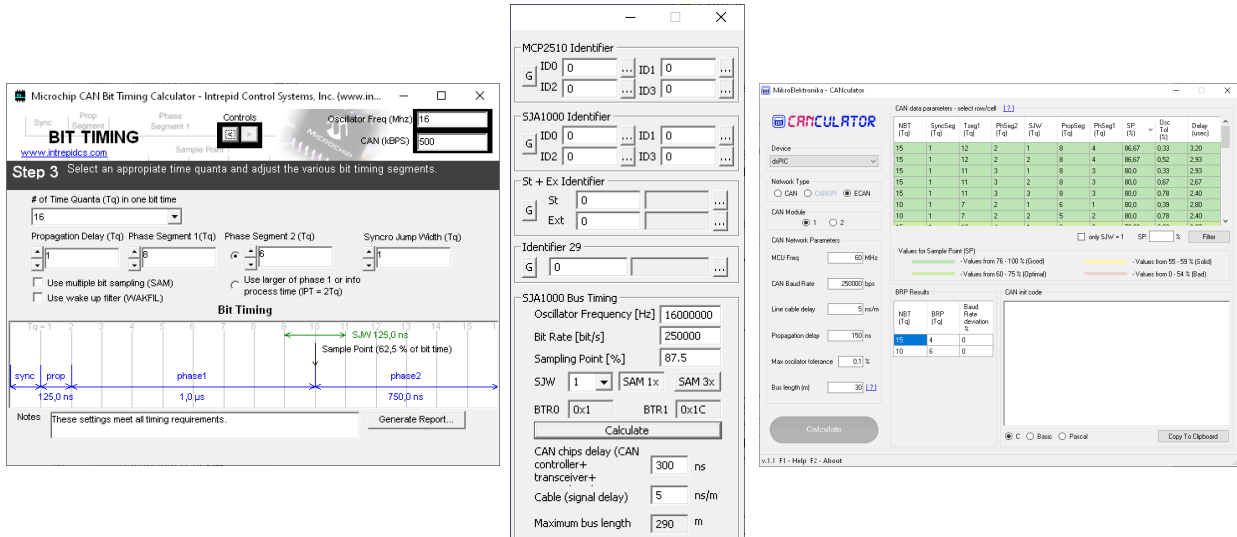 Microchip CAN Bit Timing Calculator - Intrepid Control Systems, Inc. (www.in...
Sync
Prop Segment
Phase Segment 1
Sample Point
BIT TIMING
www.intrepidcs.com
Controls
MICROCHIP
Oscillator Freq (Mhz) 16
CAN (kBPS) 500
Step 3 Select an appropiate time quanta and adjust the various bit timing segments.
# of Time Quanta (Tq) in one bit time
16
Propagation Delay (Tq) Phase Segment 1(Tq) Phase Segment 2 (Tq) Syncro Jump Width (Tq)
1 8 6 1
Use multiple bit sampling (SAM)
Use wake up filter (WAKFIL)
Use larger of phase 1 or info process time (IPT = 2Tq)
Bit Timing
Tq = 1 2 3 4 5 6 7 8 9 10 11 12 13 14 15 1
SJW 125,0 ns
Sample Point (62,5 % of bit time)
sync prop phase1 phase2
125,0 ns 1,0 µs 750,0 ns
Notes These settings meet all timing requirements.
Generate Report...
MCP2510 Identifier
G ID0 0 ... ID1 0 ...
ID2 0 ... ID3 0 ...
SJA1000 Identifier
G ID0 0 ... ID1 0 ...
ID2 0 ... ID3 0 ...
St + Ex Identifier
G St 0 ...
Ext 0 ...
Identifier 29
G 0 ...
SJA1000 Bus Timing
Oscillator Frequency [Hz] 16000000
Bit Rate [bit/s] 250000
Sampling Point [%] 87.5
SJW 1 SAM 1x SAM 3x
BTR0 0x1 BTR1 0x1C
Calculate
CAN chips delay (CAN
controller+
transceiver+
300 ns
Cable (signal delay) 5 ns/m
Maximum bus length 290 m
MikroElektronika - CANculator
CANCULATOR
Device
dsPIC
Network Type
CAN CANSPI ECAN
CAN Module
1 2
CAN Network Parameters
MCU Freq 60 MHz
CAN Baud Rate 250000 bps
Line cable delay 5 ns/m
Propagation delay 150 ns
Max oscilator tolerance 0,1 %
Bus length (m) 30 [?]
Calculate
CAN data parameters - select row/cell [?]
NBT (Tq) SyncSeg (Tq) Tseg1 (Tq) PhSeg2 (Tq) SJW (Tq) PropSeg (Tq) PhSeg1 (Tq) SP (%) Osc Tol (%) Delay (usec)
15 1 12 2 1 8 4 86,67 0,33 3,20
15 1 12 2 2 8 4 86,67 0,52 2,93
15 1 11 3 1 8 3 80,0 0,33 2,93
15 1 11 3 2 8 3 80,0 0,67 2,67
15 1 11 3 3 8 3 80,0 0,78 2,40
10 1 7 2 1 6 1 80,0 0,39 2,80
10 1 7 2 2 5 2 80,0 0,78 2,40
only SJW = 1 SP: % Filter
Values for Sample Point (SP)
- Values from 76 - 100 % (Good)
- Values from 55 - 59 % (Solid)
- Values from 60 - 75 % (Optimal)
- Values from 0 - 54 % (Bad)
BRP Results
NBT (Tq) BRP (Tq) Baud Rate deviation %
15 4 0
10 6 0
CAN init code
C Basic Pascal
Copy To Clipboard
v.1.1 F1 - Help F2 - About